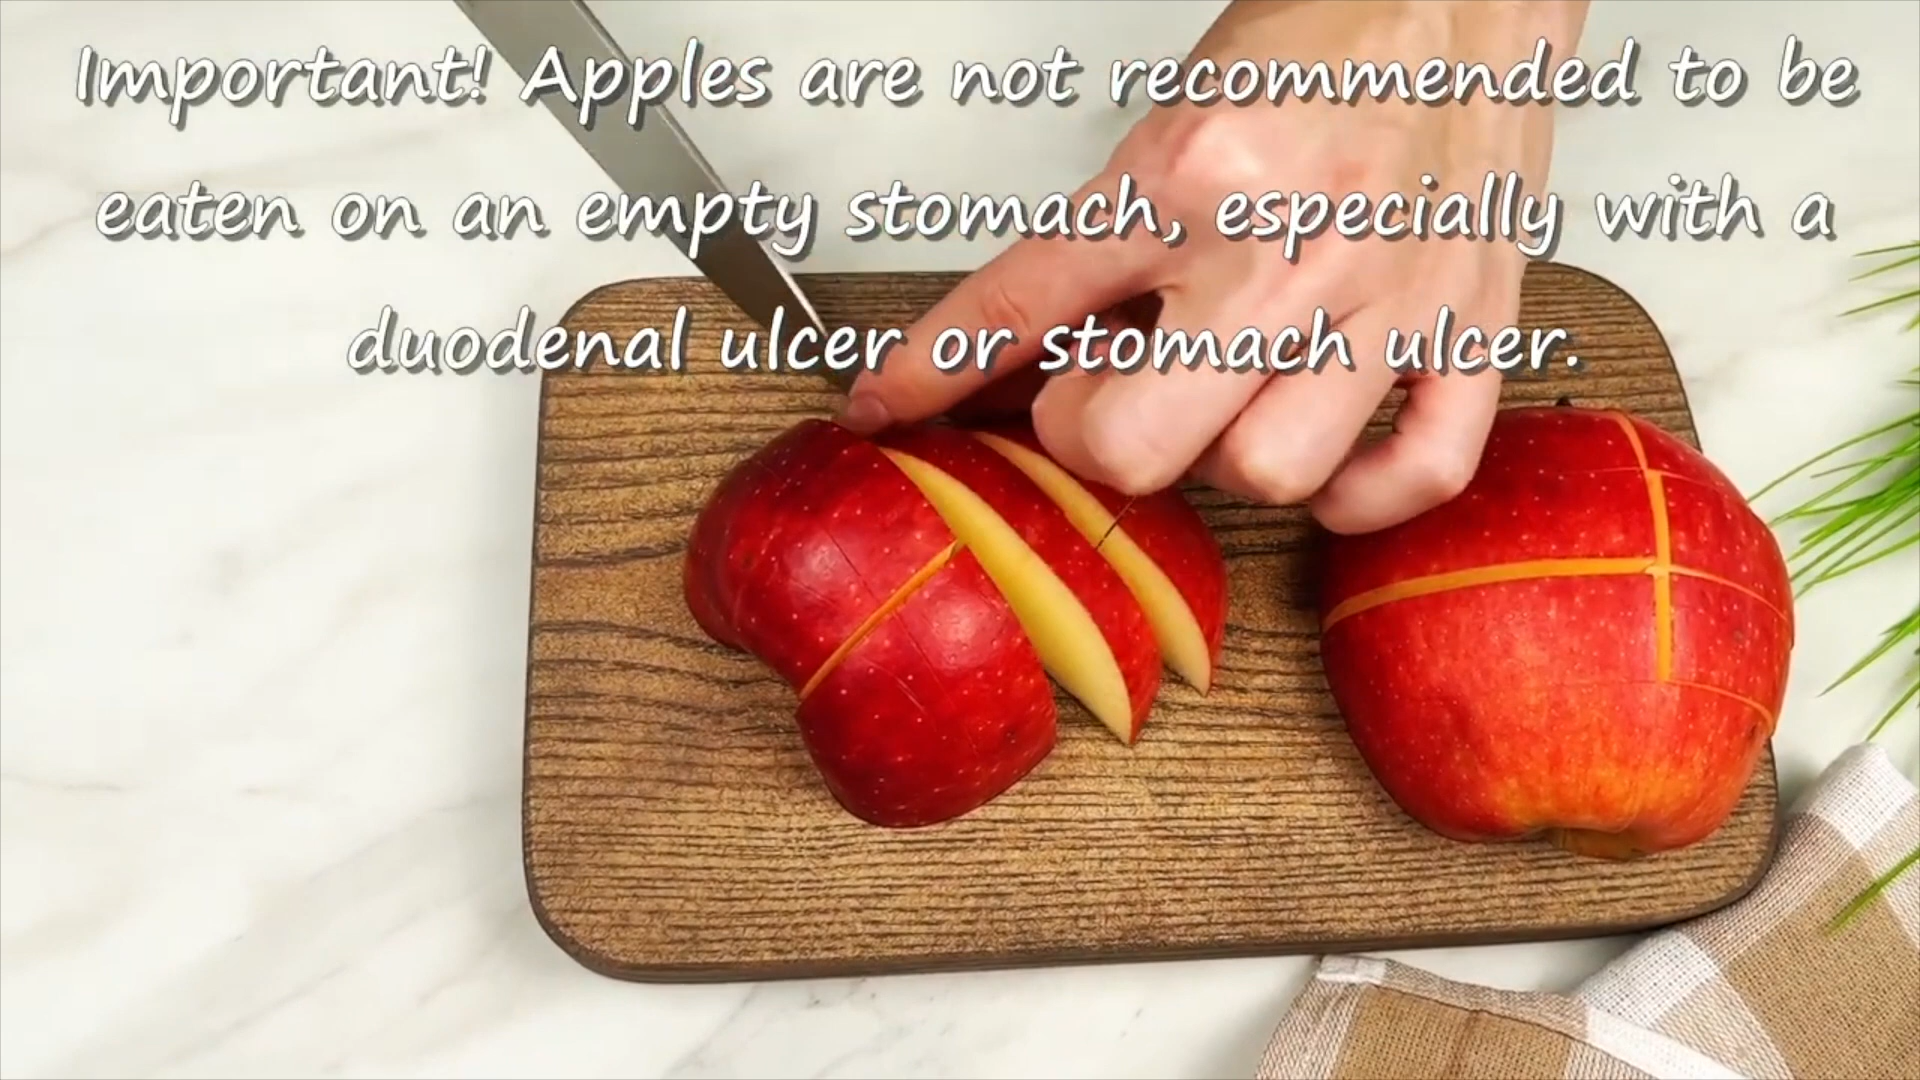 Important! Apples are not recommended to be
eaten on an empty stomach, especially with a
duodenal ulcer or stomach ulcer.